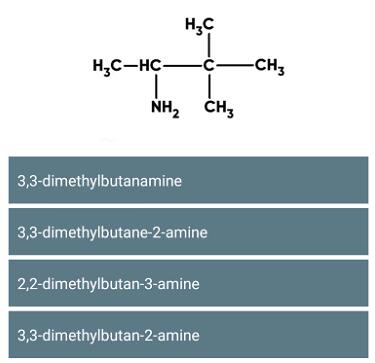 H₃C
H₃C—HC—C—CH₃
NH₂ CH₃
3,3-dimethylbutanamine
3,3-dimethylbutane-2-amine
2,2-dimethylbutan-3-amine
3,3-dimethylbutan-2-amine